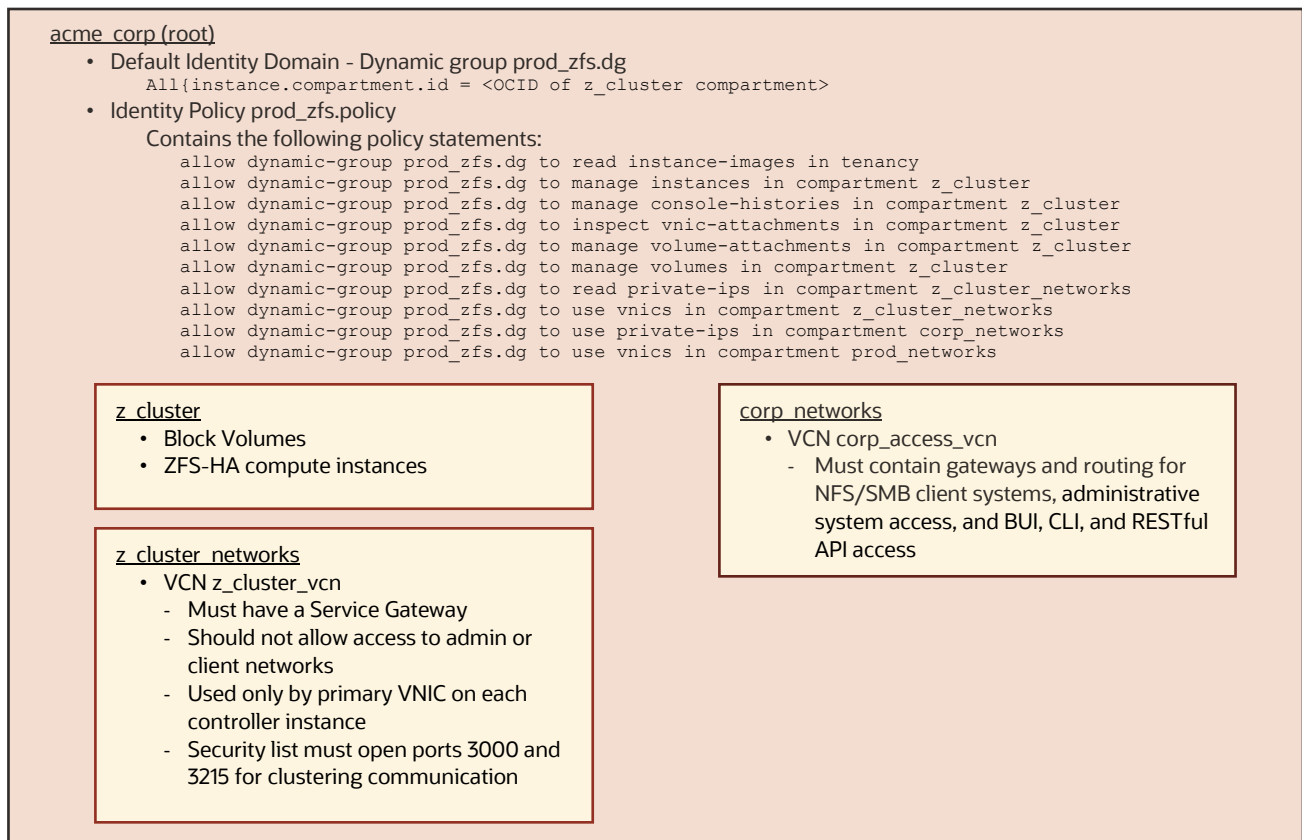 acme_corp (root)
• Default Identity Domain - Dynamic group prod_zfs.dg
All{instance.compartment.id = <OCID of z_cluster compartment>
• Identity Policy prod_zfs.policy
Contains the following policy statements:
allow dynamic-group prod_zfs.dg to read instance-images in tenancy
allow dynamic-group prod_zfs.dg to manage instances in compartment z_cluster
allow dynamic-group prod_zfs.dg to manage console-histories in compartment z_cluster
allow dynamic-group prod_zfs.dg to inspect vnic-attachments in compartment z_cluster
allow dynamic-group prod_zfs.dg to manage volume-attachments in compartment z_cluster
allow dynamic-group prod_zfs.dg to manage volumes in compartment z_cluster
allow dynamic-group prod_zfs.dg to read private-ips in compartment z_cluster_networks
allow dynamic-group prod_zfs.dg to use vnics in compartment z_cluster_networks
allow dynamic-group prod_zfs.dg to use private-ips in compartment corp_networks
allow dynamic-group prod_zfs.dg to use vnics in compartment prod_networks
z_cluster
• Block Volumes
• ZFS-HA compute instances
z_cluster_networks
• VCN z_cluster_vcn
- Must have a Service Gateway
- Should not allow access to admin or
client networks
- Used only by primary VNIC on each
controller instance
- Security list must open ports 3000 and
3215 for clustering communication
corp_networks
• VCN corp_access_vcn
- Must contain gateways and routing for
NFS/SMB client systems, administrative
system access, and BUI, CLI, and RESTful
API access